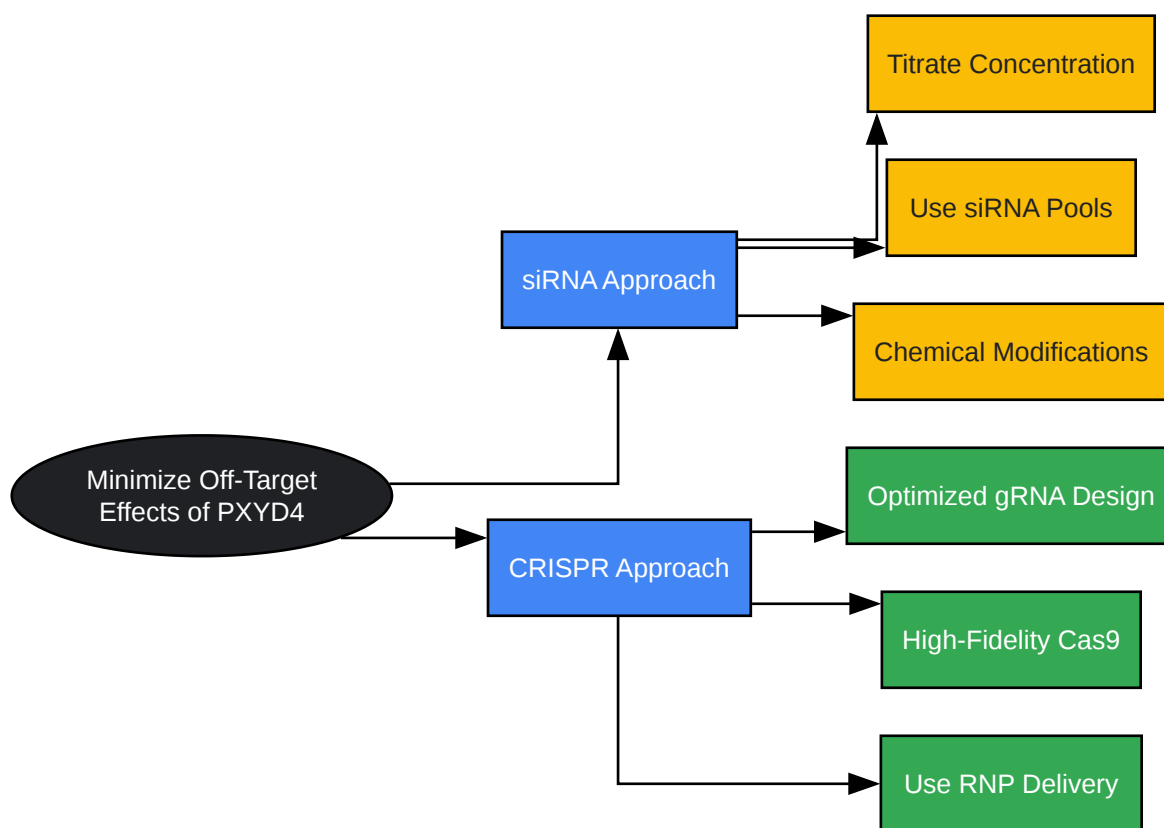 Titrate Concentration
Use siRNA Pools
siRNA Approach
Chemical Modifications
Minimize Off-Target
Effects of PXYD4
Optimized gRNA Design
CRISPR Approach
High-Fidelity Cas9
Use RNP Delivery